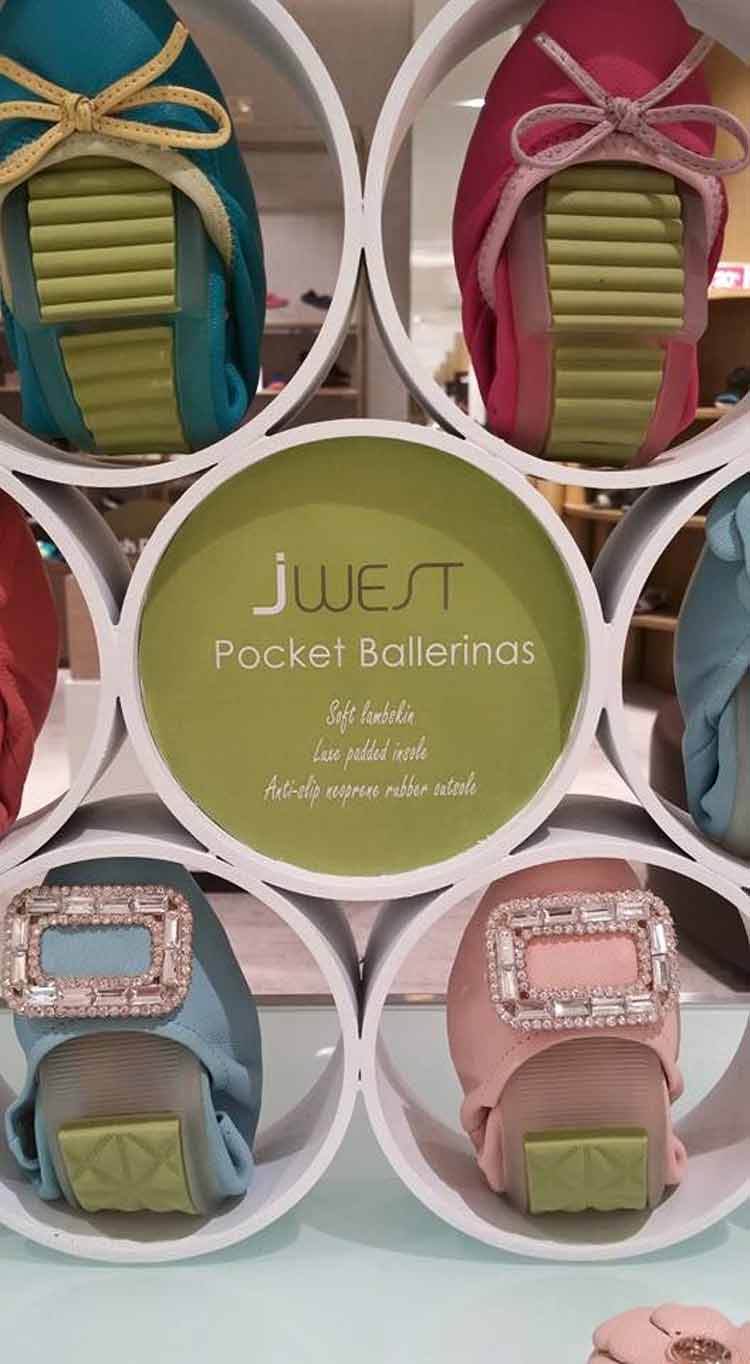 jWEST
Pocket Ballerinas
Soft lambskin
Luxe padded insole
Anti-slip neoprene rubber outsole